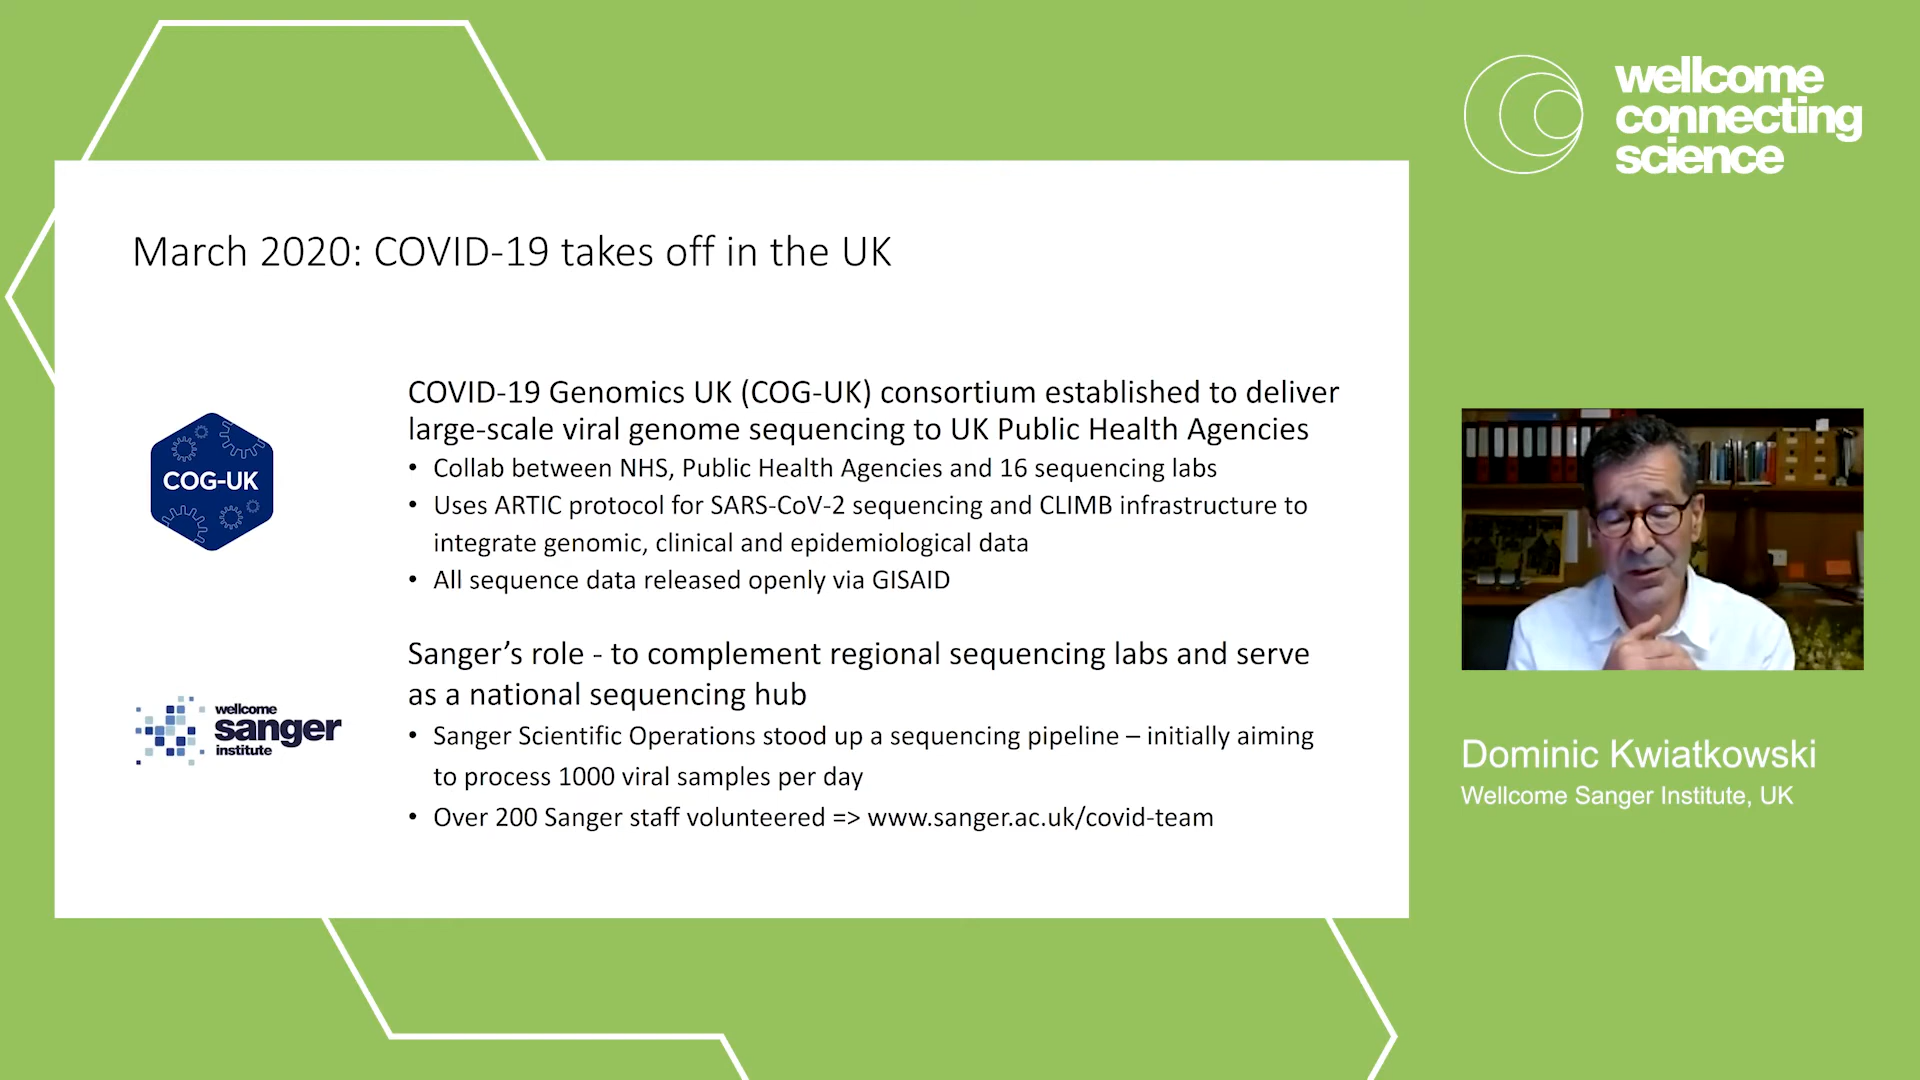 wellcome
connecting
science
March 2020: COVID-19 takes off in the UK
COG-UK
COVID-19 Genomics UK (COG-UK) consortium established to deliver
large-scale viral genome sequencing to UK Public Health Agencies
• Collab between NHS, Public Health Agencies and 16 sequencing labs
• Uses ARTIC protocol for SARS-CoV-2 sequencing and CLIMB infrastructure to
integrate genomic, clinical and epidemiological data
• All sequence data released openly via GISAID
wellcome
sanger
institute
Sanger’s role - to complement regional sequencing labs and serve
as a national sequencing hub
• Sanger Scientific Operations stood up a sequencing pipeline – initially aiming
to process 1000 viral samples per day
• Over 200 Sanger staff volunteered => www.sanger.ac.uk/covid-team
Dominic Kwiatkowski
Wellcome Sanger Institute, UK